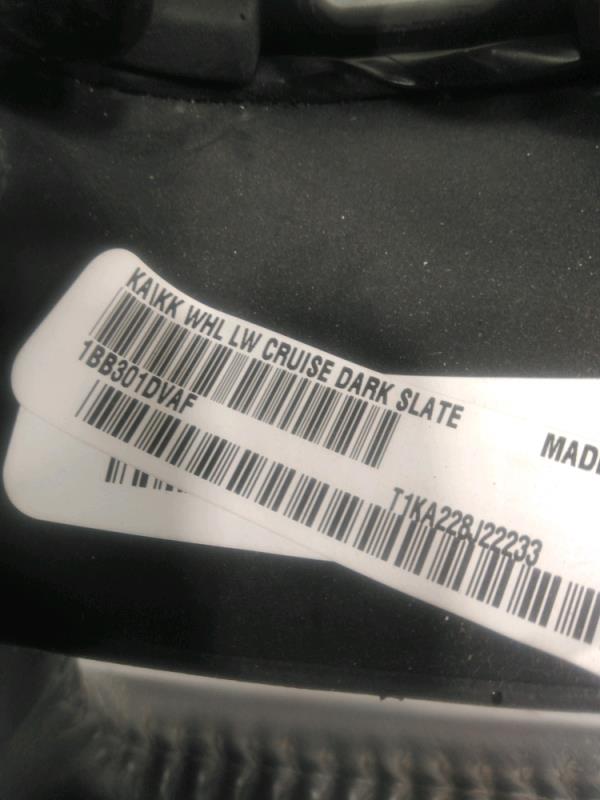 KA\KK WHL LW CRUISE DARK SLATE
1BB301DVAF
MADE
T1KA228J22233